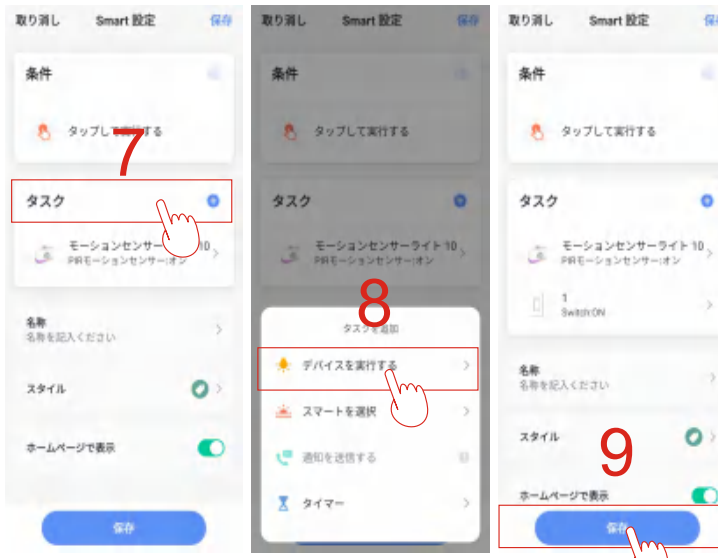 取り消し Smart 設定 保存
条件
タップして実行する
7
タスク
モーションセンサーライト 10
PIRモーションセンサー:オン
名称
名称を記入ください
スタイル
ホームページで表示
保存
取り消し Smart 設定 保存
条件
タップして実行する
タスク
モーションセンサーライト 10
PIRモーションセンサー:オン
8
タスクを追加
デバイスを実行する
スマートを選択
通知を送信する
タイマー
取り消し Smart 設定 保存
条件
タップして実行する
タスク
モーションセンサーライト 10
PIRモーションセンサー:オン
1
Switch:ON
名称
名称を記入ください
スタイル
9
ホームページで表示
保存